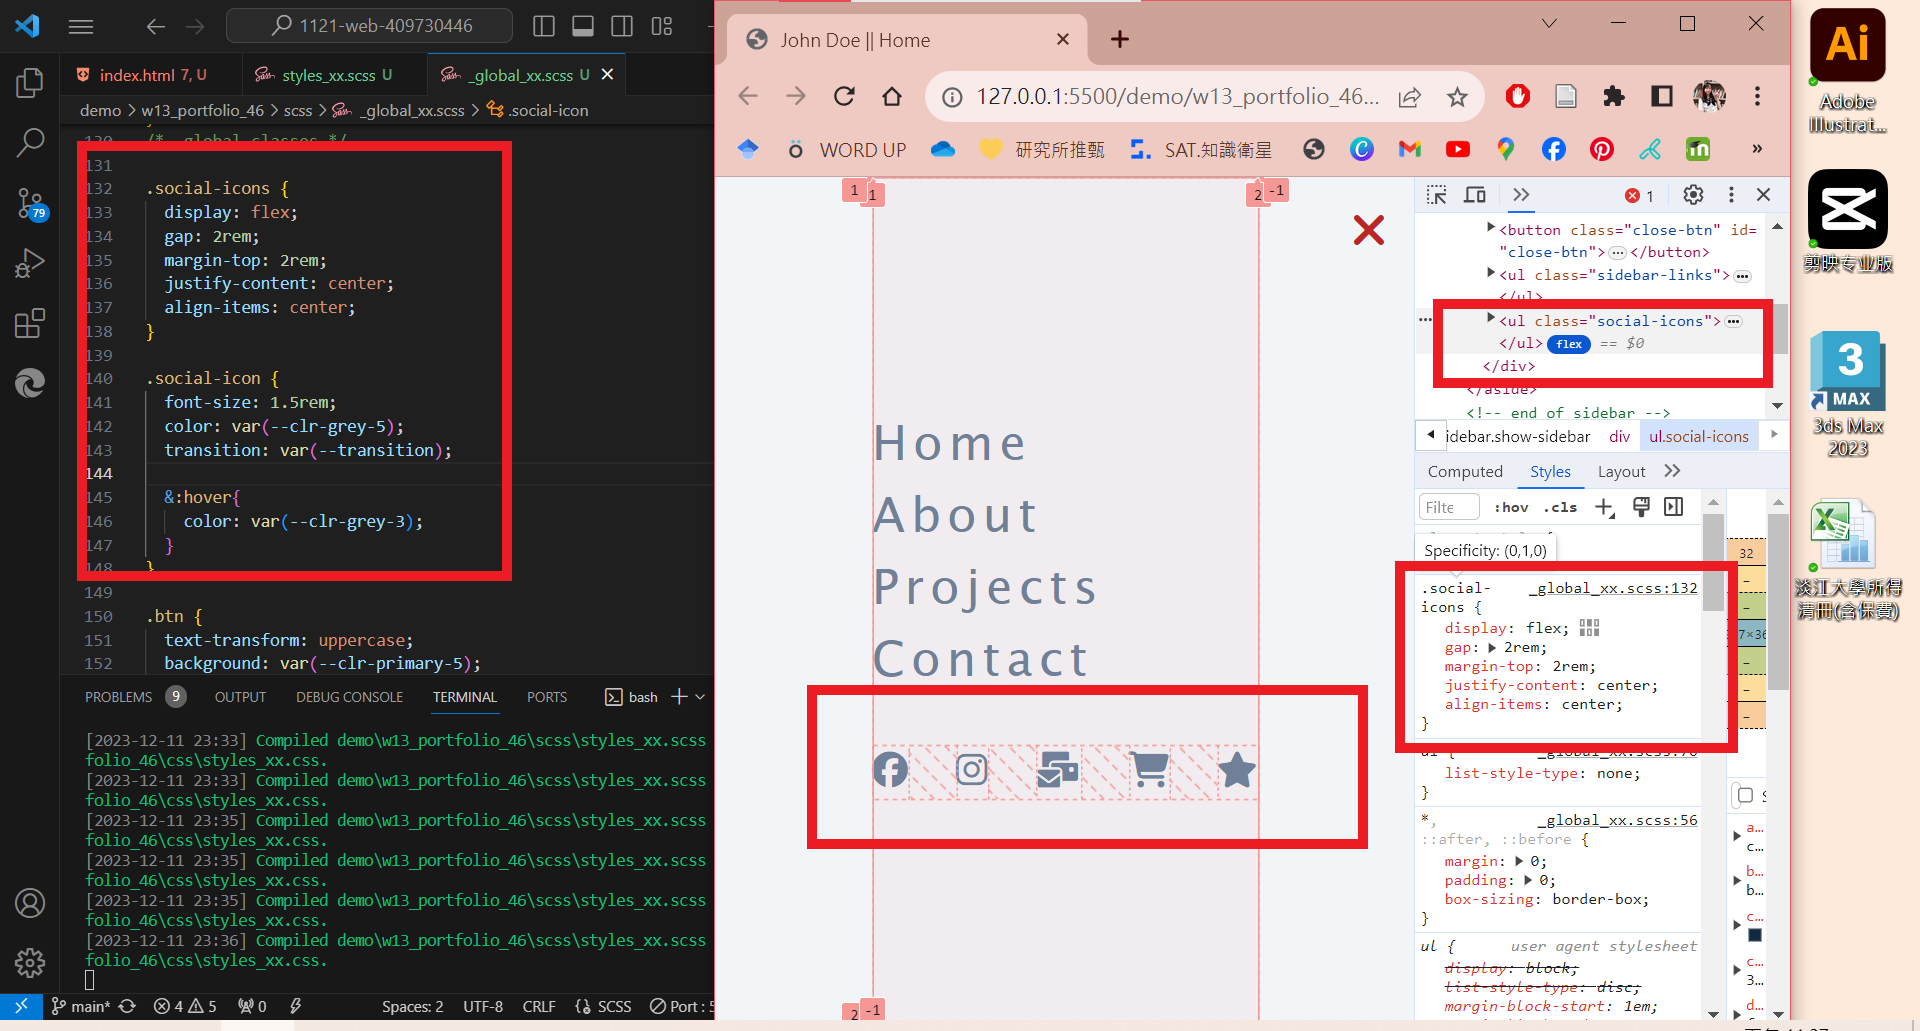 1121-web-409730446
index.html 7, U
styles_xx.scss U
_global_xx.scss U
demo > w13_portfolio_46 > scss > _global_xx.scss > .social-icon
130 /* global classes */
131
132 .social-icons {
133 display: flex;
134 gap: 2rem;
135 margin-top: 2rem;
136 justify-content: center;
137 align-items: center;
138 }
139
140 .social-icon {
141 font-size: 1.5rem;
142 color: var(--clr-grey-5);
143 transition: var(--transition);
144
145 &:hover{
146 color: var(--clr-grey-3);
147 }
148 }
149
150 .btn {
151 text-transform: uppercase;
152 background: var(--clr-primary-5);
79
PROBLEMS 9 OUTPUT DEBUG CONSOLE TERMINAL PORTS bash
[2023-12-11 23:33] Compiled demo\w13_portfolio_46\scss\styles_xx.scss
folio_46\css\styles_xx.css.
[2023-12-11 23:33] Compiled demo\w13_portfolio_46\scss\styles_xx.scss
folio_46\css\styles_xx.css.
[2023-12-11 23:35] Compiled demo\w13_portfolio_46\scss\styles_xx.scss
folio_46\css\styles_xx.css.
[2023-12-11 23:35] Compiled demo\w13_portfolio_46\scss\styles_xx.scss
folio_46\css\styles_xx.css.
[2023-12-11 23:35] Compiled demo\w13_portfolio_46\scss\styles_xx.scss
folio_46\css\styles_xx.css.
[2023-12-11 23:36] Compiled demo\w13_portfolio_46\scss\styles_xx.scss
folio_46\css\styles_xx.css.
main* 4 5 0 Spaces: 2 UTF-8 CRLF {} SCSS Port : 5
John Doe || Home
127.0.0.1:5500/demo/w13_portfolio_46...
WORD UP 研究所推甄 SAT.知識衛星 »
1 1 2 -1
Home
About
Projects
Contact
2 -1
1
<button class="close-btn" id=
"close-btn"> ... </button>
<ul class="sidebar-links"> ...
</ul>
<ul class="social-icons"> ...
</ul> flex == $0
</div>
</aside>
<!-- end of sidebar -->
idebar.show-sidebar div ul.social-icons
Computed Styles Layout
Filte :hov .cls
Specificity: (0,1,0)
.social- _global_xx.scss:132
icons {
display: flex;
gap: 2rem;
margin-top: 2rem;
justify-content: center;
align-items: center;
}
ul { _global_xx.scss:70
list-style-type: none;
}
*, _global_xx.scss:56
::after, ::before {
margin: 0;
padding: 0;
box-sizing: border-box;
}
ul { user agent stylesheet
display: block;
list-style-type: disc;
margin-block-start: 1em;
32
-
-
7×36
-
-
-
a...
c...
b...
b...
c...
c...
3...
d...
Ai
Adobe
Illustrat...
剪映专业版
3
MAX
3ds Max
2023
淡江大學所得
清冊(含保費)